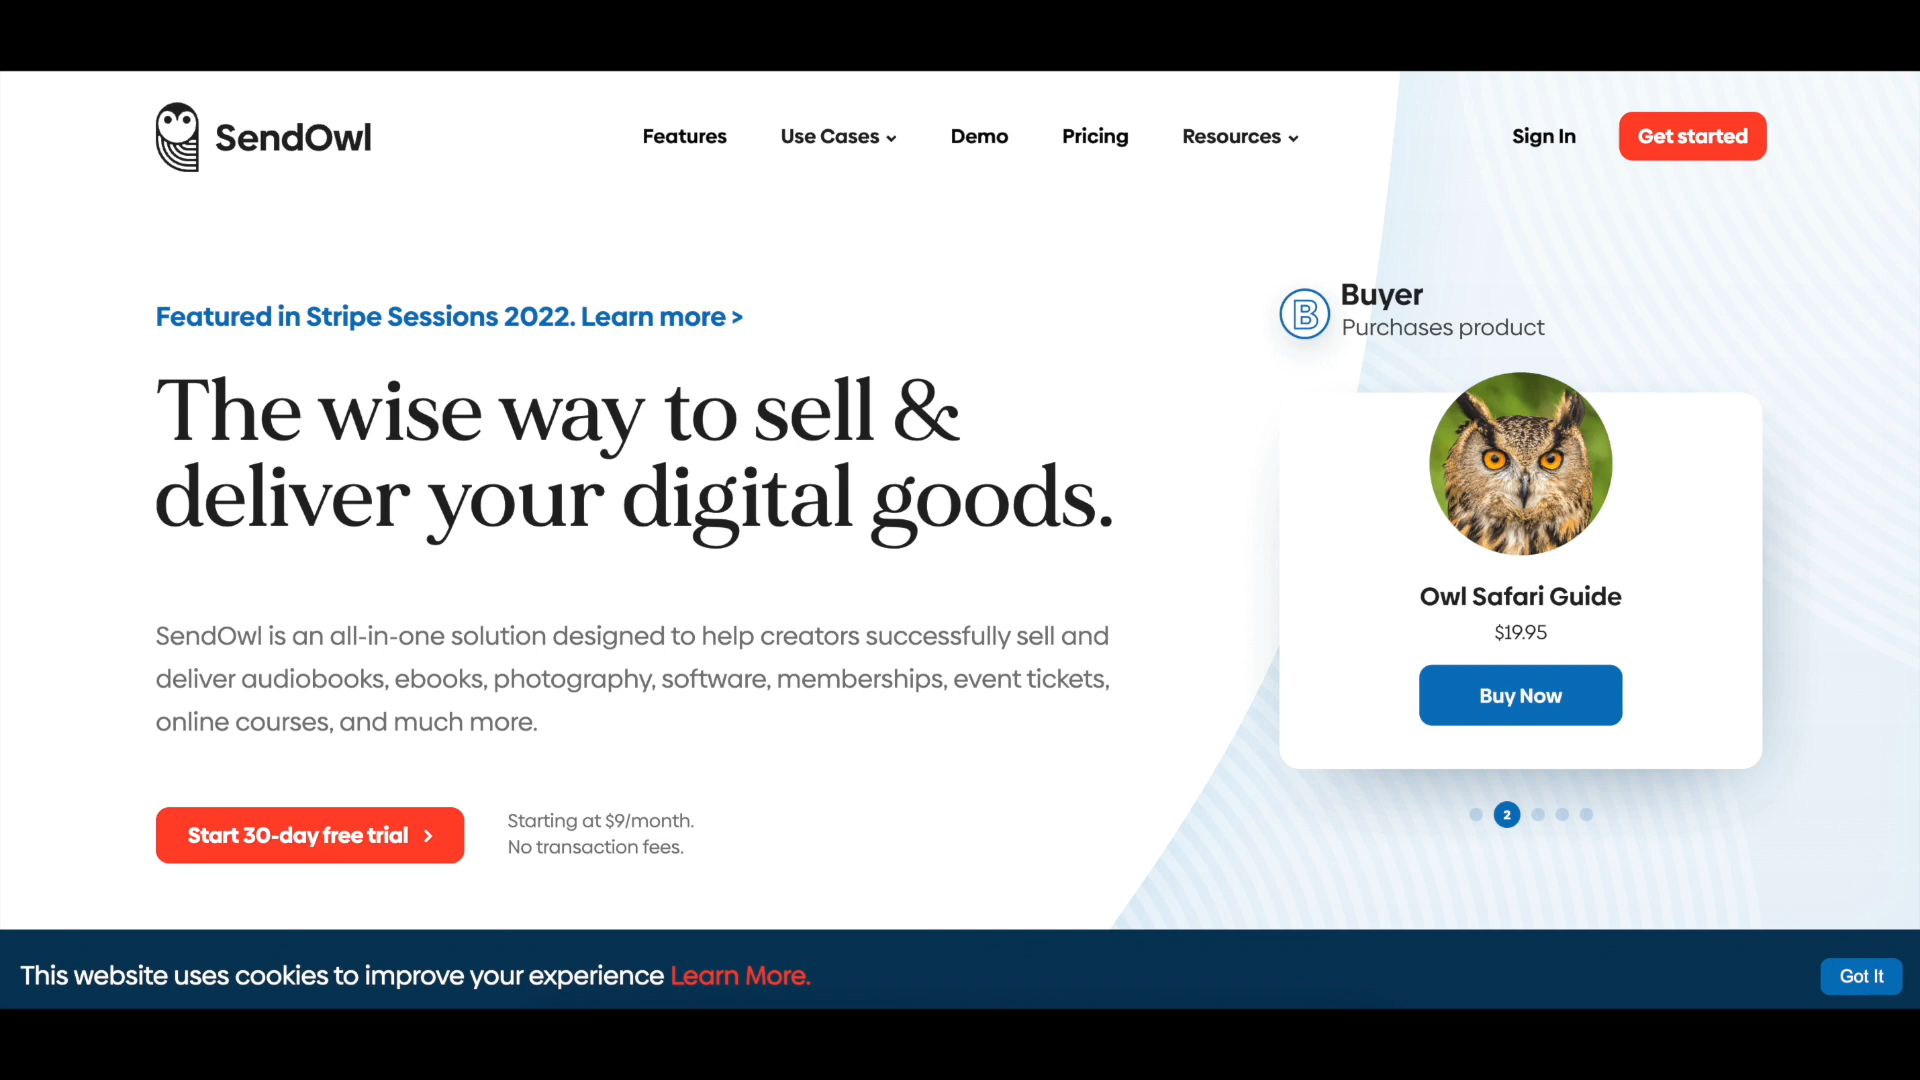 SendOwl
Features
Use Cases
Demo
Pricing
Resources
Sign In
Get started
Featured in Stripe Sessions 2022. Learn more >
The wise way to sell &
deliver your digital goods.
SendOwl is an all-in-one solution designed to help creators successfully sell and
deliver audiobooks, ebooks, photography, software, memberships, event tickets,
online courses, and much more.
Start 30-day free trial
Starting at $9/month.
No transaction fees.
B
Buyer
Purchases product
Owl Safari Guide
$19.95
Buy Now
2
This website uses cookies to improve your experience Learn More.
Got It